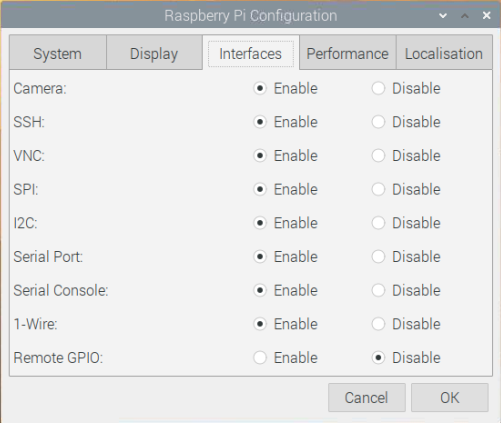 Raspberry Pi Configuration
System Display Interfaces Performance Localisation
Camera: Enable Disable
SSH: Enable Disable
VNC: Enable Disable
SPI: Enable Disable
I2C: Enable Disable
Serial Port: Enable Disable
Serial Console: Enable Disable
1-Wire: Enable Disable
Remote GPIO: Enable Disable
Cancel OK